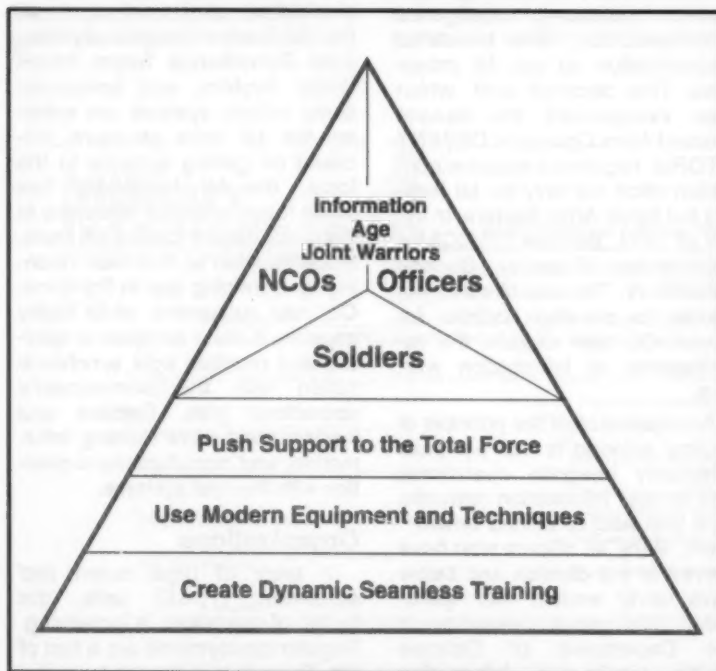 Information
Age
Joint Warriors
NCOs Officers
Soldiers
Push Support to the Total Force
Use Modern Equipment and Techniques
Create Dynamic Seamless Training